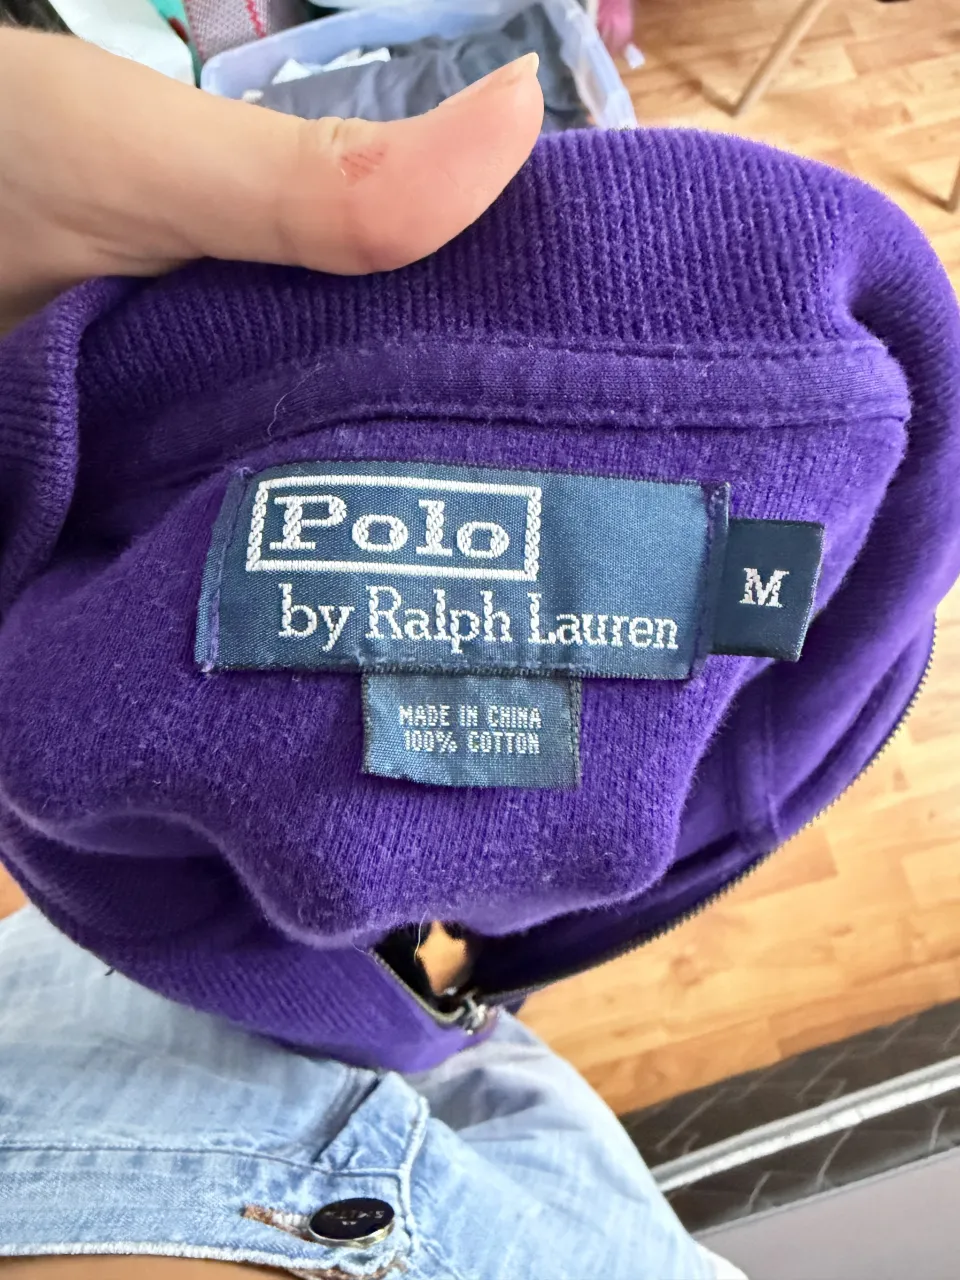 Polo
by Ralph Lauren
M
MADE IN CHINA
100% COTTON